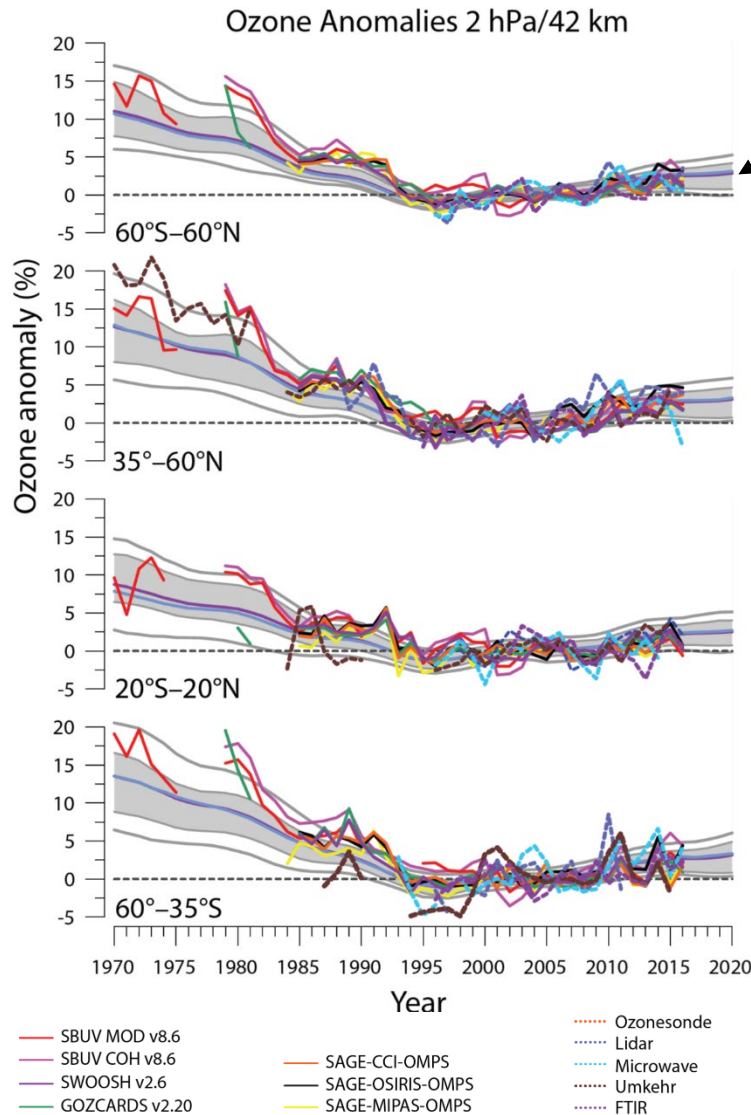 Ozone Anomalies 2 hPa/42 km
Ozone anomaly (%)
20
15
10
5
0
-5
60°S–60°N
20
15
10
5
0
-5
35°–60°N
20
15
10
5
0
-5
20°S–20°N
20
15
10
5
0
-5
60°–35°S
1970 1975 1980 1985 1990 1995 2000 2005 2010 2015 2020
Year
SBUV MOD v8.6
SBUV COH v8.6
SWOOSH v2.6
GOZCARDS v2.20
SAGE-CCI-OMPS
SAGE-OSIRIS-OMPS
SAGE-MIPAS-OMPS
Ozonesonde
Lidar
Microwave
Umkehr
FTIR